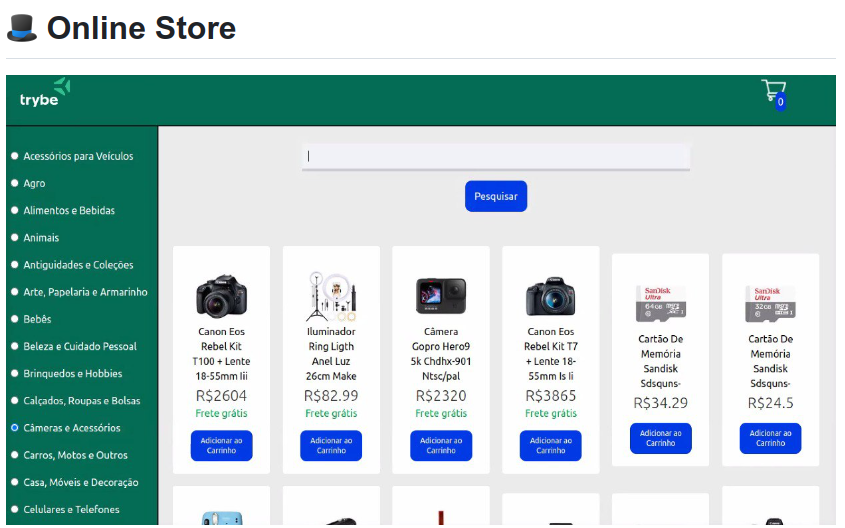 Online Store
trybe
0
Acessórios para Veículos
Agro
Alimentos e Bebidas
Animais
Antiguidades e Coleções
Arte, Papelaria e Armarinho
Bebês
Beleza e Cuidado Pessoal
Brinquedos e Hobbies
Calçados, Roupas e Bolsas
Câmeras e Acessórios
Carros, Motos e Outros
Casa, Móveis e Decoração
Celulares e Telefones
Pesquisar
Canon Eos
Rebel Kit
T100 + Lente
18-55mm Iii
R$2604
Frete grátis
Adicionar ao
Carrinho
Iluminador
Ring Ligth
Anel Luz
26cm Make
R$82.99
Frete grátis
Adicionar ao
Carrinho
Câmera
Gopro Hero9
5k Chdhx-901
Ntsc/pal
R$2320
Frete grátis
Adicionar ao
Carrinho
Canon Eos
Rebel Kit T7
+ Lente 18-
55mm Is Ii
R$3865
Frete grátis
Adicionar ao
Carrinho
SanDisk
Ultra
64GB
Cartão De
Memória
Sandisk
Sdsquns-
R$34.29
Adicionar ao
Carrinho
SanDisk
Ultra
32GB
Cartão De
Memória
Sandisk
Sdsquns-
R$24.5
Adicionar ao
Carrinho